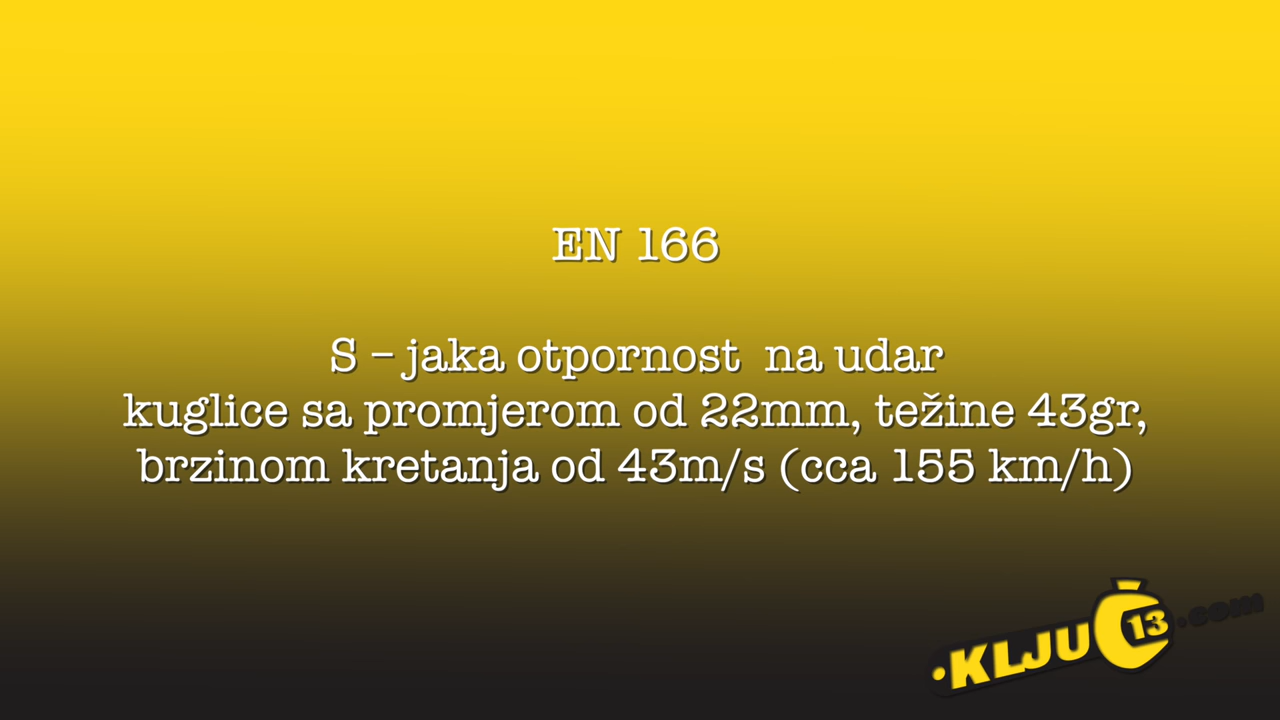 EN 166
S – jaka otpornost na udar
kuglice sa promjerom od 22mm, težine 43gr,
brzinom kretanja od 43m/s (cca 155 km/h)
•KLJUČ13.com